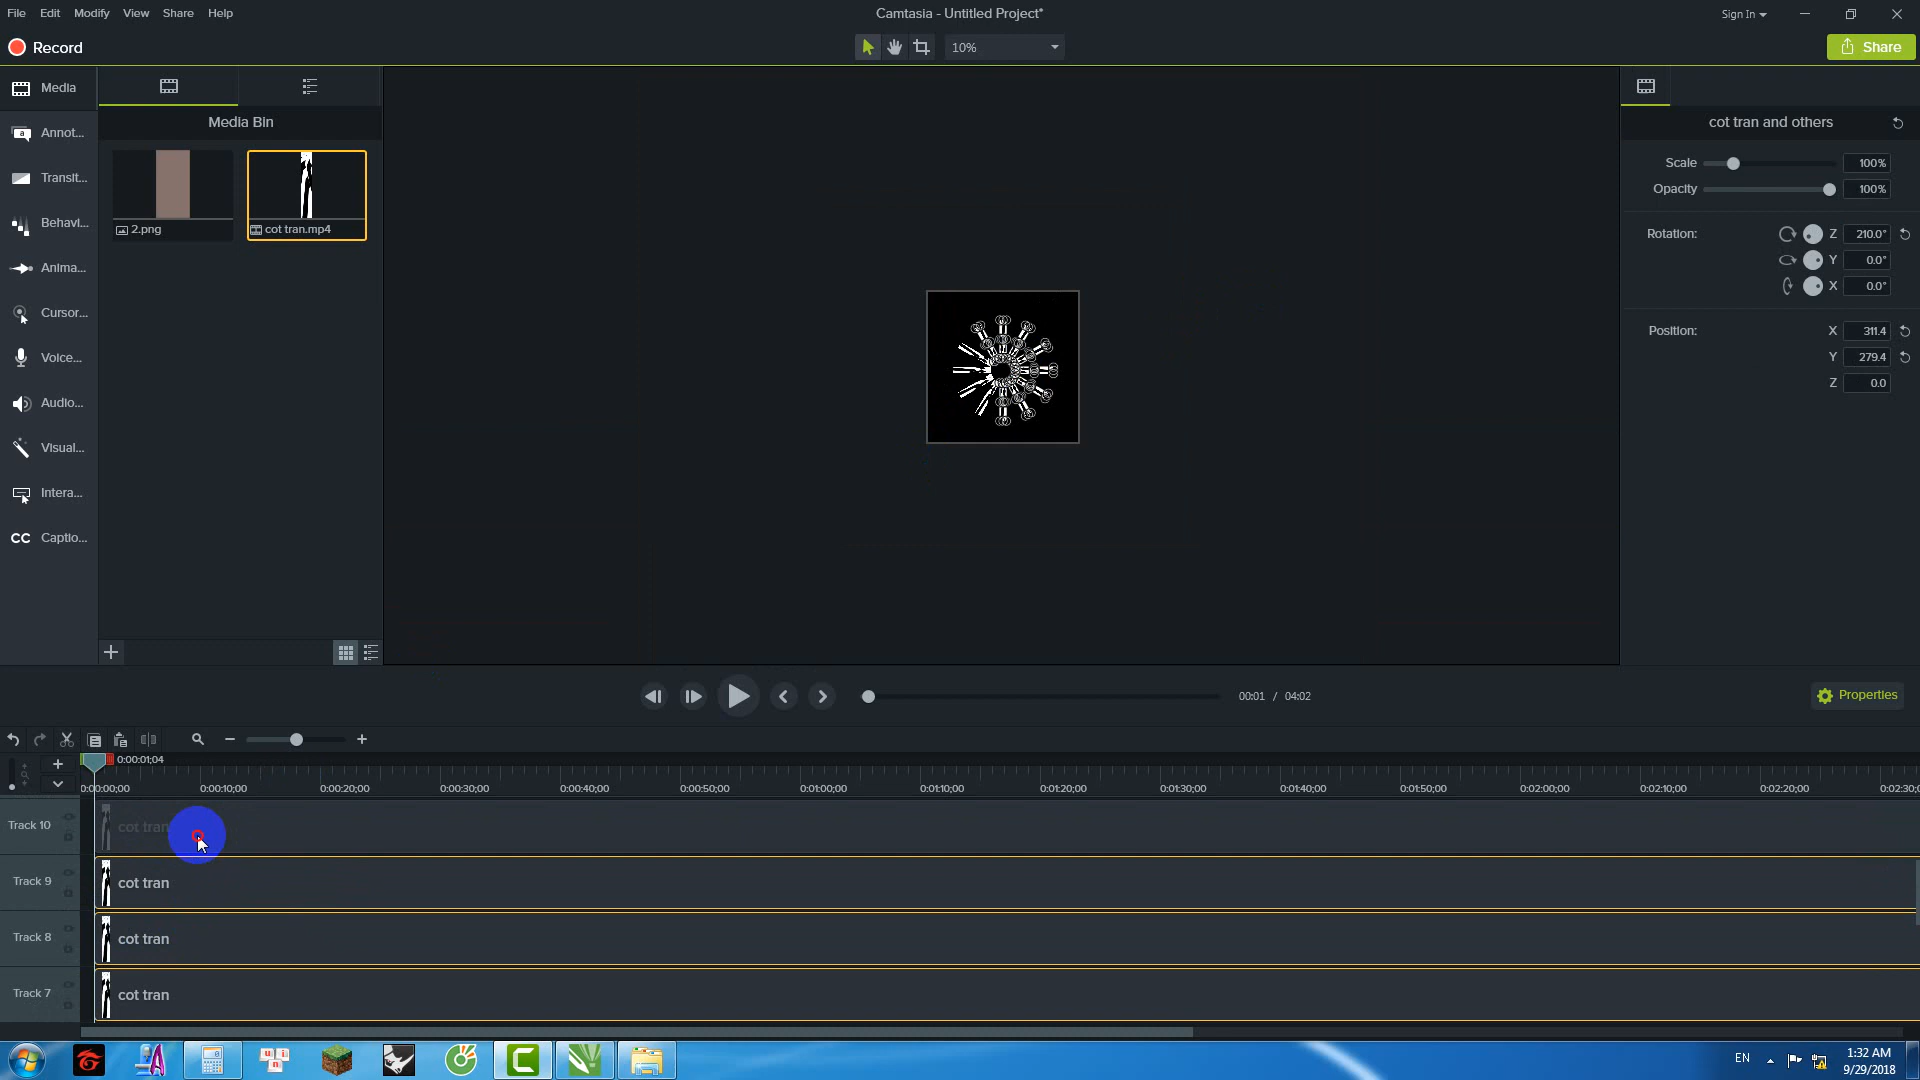 File Edit Modify View Share Help
Camtasia - Untitled Project*
Sign In
Record
10%
Share
Media
Annot...
Transit...
Behavi...
Anima...
Cursor...
Voice...
Audio...
Visual...
Intera...
CC Captio...
Media Bin
2.png
cot tran.mp4
cot tran and others
Scale 100%
Opacity 100%
Rotation: Z 210.0°
Y 0.0°
X 0.0°
Position: X 311.4
Y 279.4
Z 0.0
00:01 / 04:02
Properties
0:00:01;04
0:00:00;00 0:00:10;00 0:00:20;00 0:00:30;00 0:00:40;00 0:00:50;00 0:01:00;00 0:01:10;00 0:01:20;00 0:01:30;00 0:01:40;00 0:01:50;00 0:02:00;00 0:02:10;00 0:02:20;00 0:02:30;0
Track 10 cot tran
Track 9 cot tran
Track 8 cot tran
Track 7 cot tran
EN
1:32 AM
9/29/2018